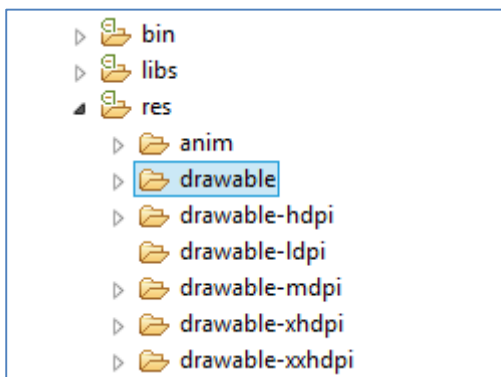 bin
libs
res
anim
drawable
drawable-hdpi
drawable-ldpi
drawable-mdpi
drawable-xhdpi
drawable-xxhdpi